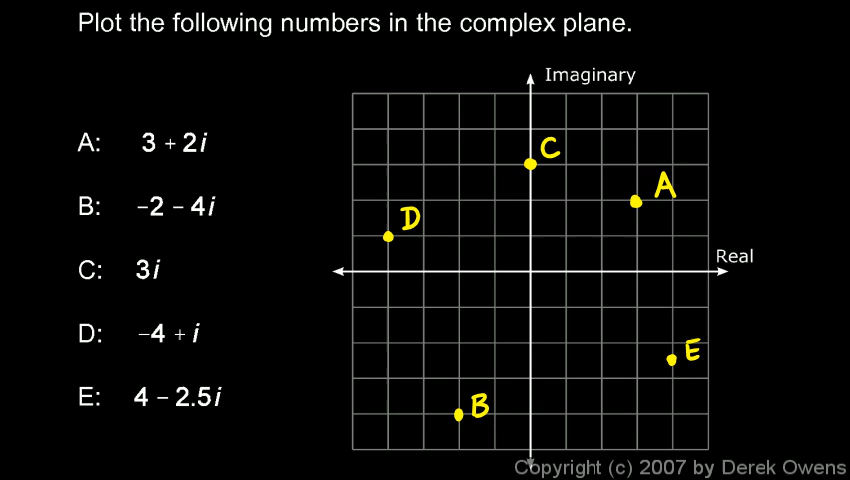 Plot the following numbers in the complex plane.
Imaginary
A: 3 + 2i
C
A
B: -2 - 4i
D
Real
C: 3i
D: -4 + i
E
E: 4 - 2.5i
B
Copyright (c) 2007 by Derek Owens